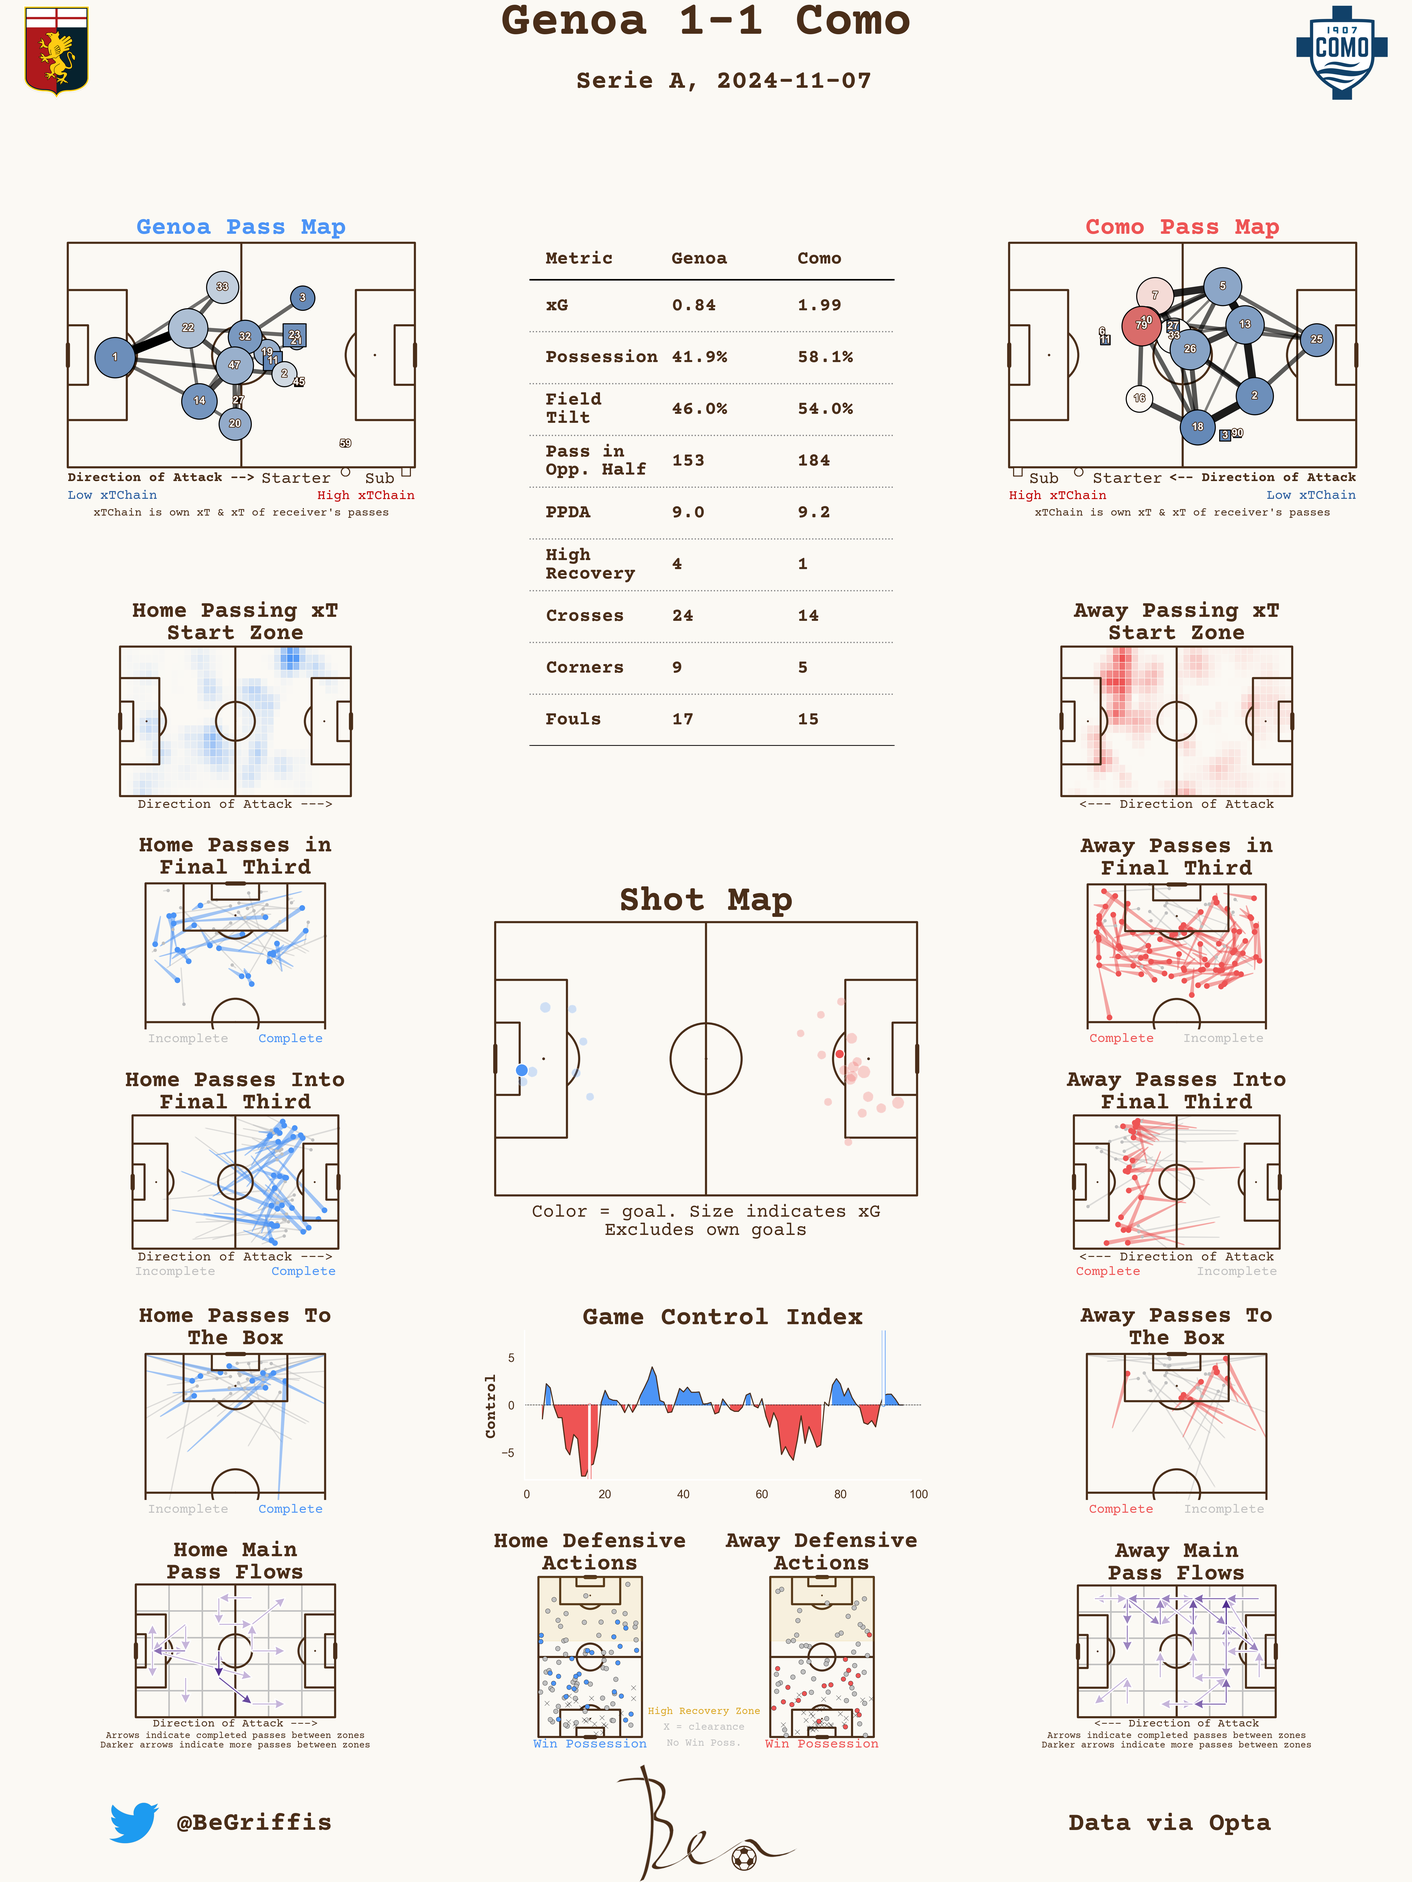 Genoa 1-1 Como
Serie A, 2024-11-07
1907
COMO
Genoa Pass Map
33
3
22
32
23
21
1
19
11
47
2
45
14
27
20
59
Direction of Attack --> Starter Sub
Low xTChain High xTChain
xTChain is own xT & xT of receiver's passes
Metric Genoa Como
xG 0.84 1.99
Possession 41.9% 58.1%
Field
Tilt 46.0% 54.0%
Pass in
Opp. Half 153 184
PPDA 9.0 9.2
High
Recovery 4 1
Crosses 24 14
Corners 9 5
Fouls 17 15
Como Pass Map
7
5
10
79
27
13
6
11
33
26
25
16
2
18
3
90
Sub Starter <-- Direction of Attack
High xTChain Low xTChain
xTChain is own xT & xT of receiver's passes
Home Passing xT
Start Zone
Direction of Attack --->
Away Passing xT
Start Zone
<--- Direction of Attack
Home Passes in
Final Third
Incomplete Complete
Away Passes in
Final Third
Complete Incomplete
Shot Map
Color = goal. Size indicates xG
Excludes own goals
Home Passes Into
Final Third
Direction of Attack --->
Incomplete Complete
Away Passes Into
Final Third
<--- Direction of Attack
Complete Incomplete
Home Passes To
The Box
Incomplete Complete
Game Control Index
Control
5
0
−5
0 20 40 60 80 100
Away Passes To
The Box
Complete Incomplete
Home Main
Pass Flows
Direction of Attack --->
Arrows indicate completed passes between zones
Darker arrows indicate more passes between zones
Home Defensive
Actions
Win Possession
High Recovery Zone
X = clearance
No Win Poss.
Away Defensive
Actions
Win Possession
Away Main
Pass Flows
<--- Direction of Attack
Arrows indicate completed passes between zones
Darker arrows indicate more passes between zones
@BeGriffis
Ben
Data via Opta